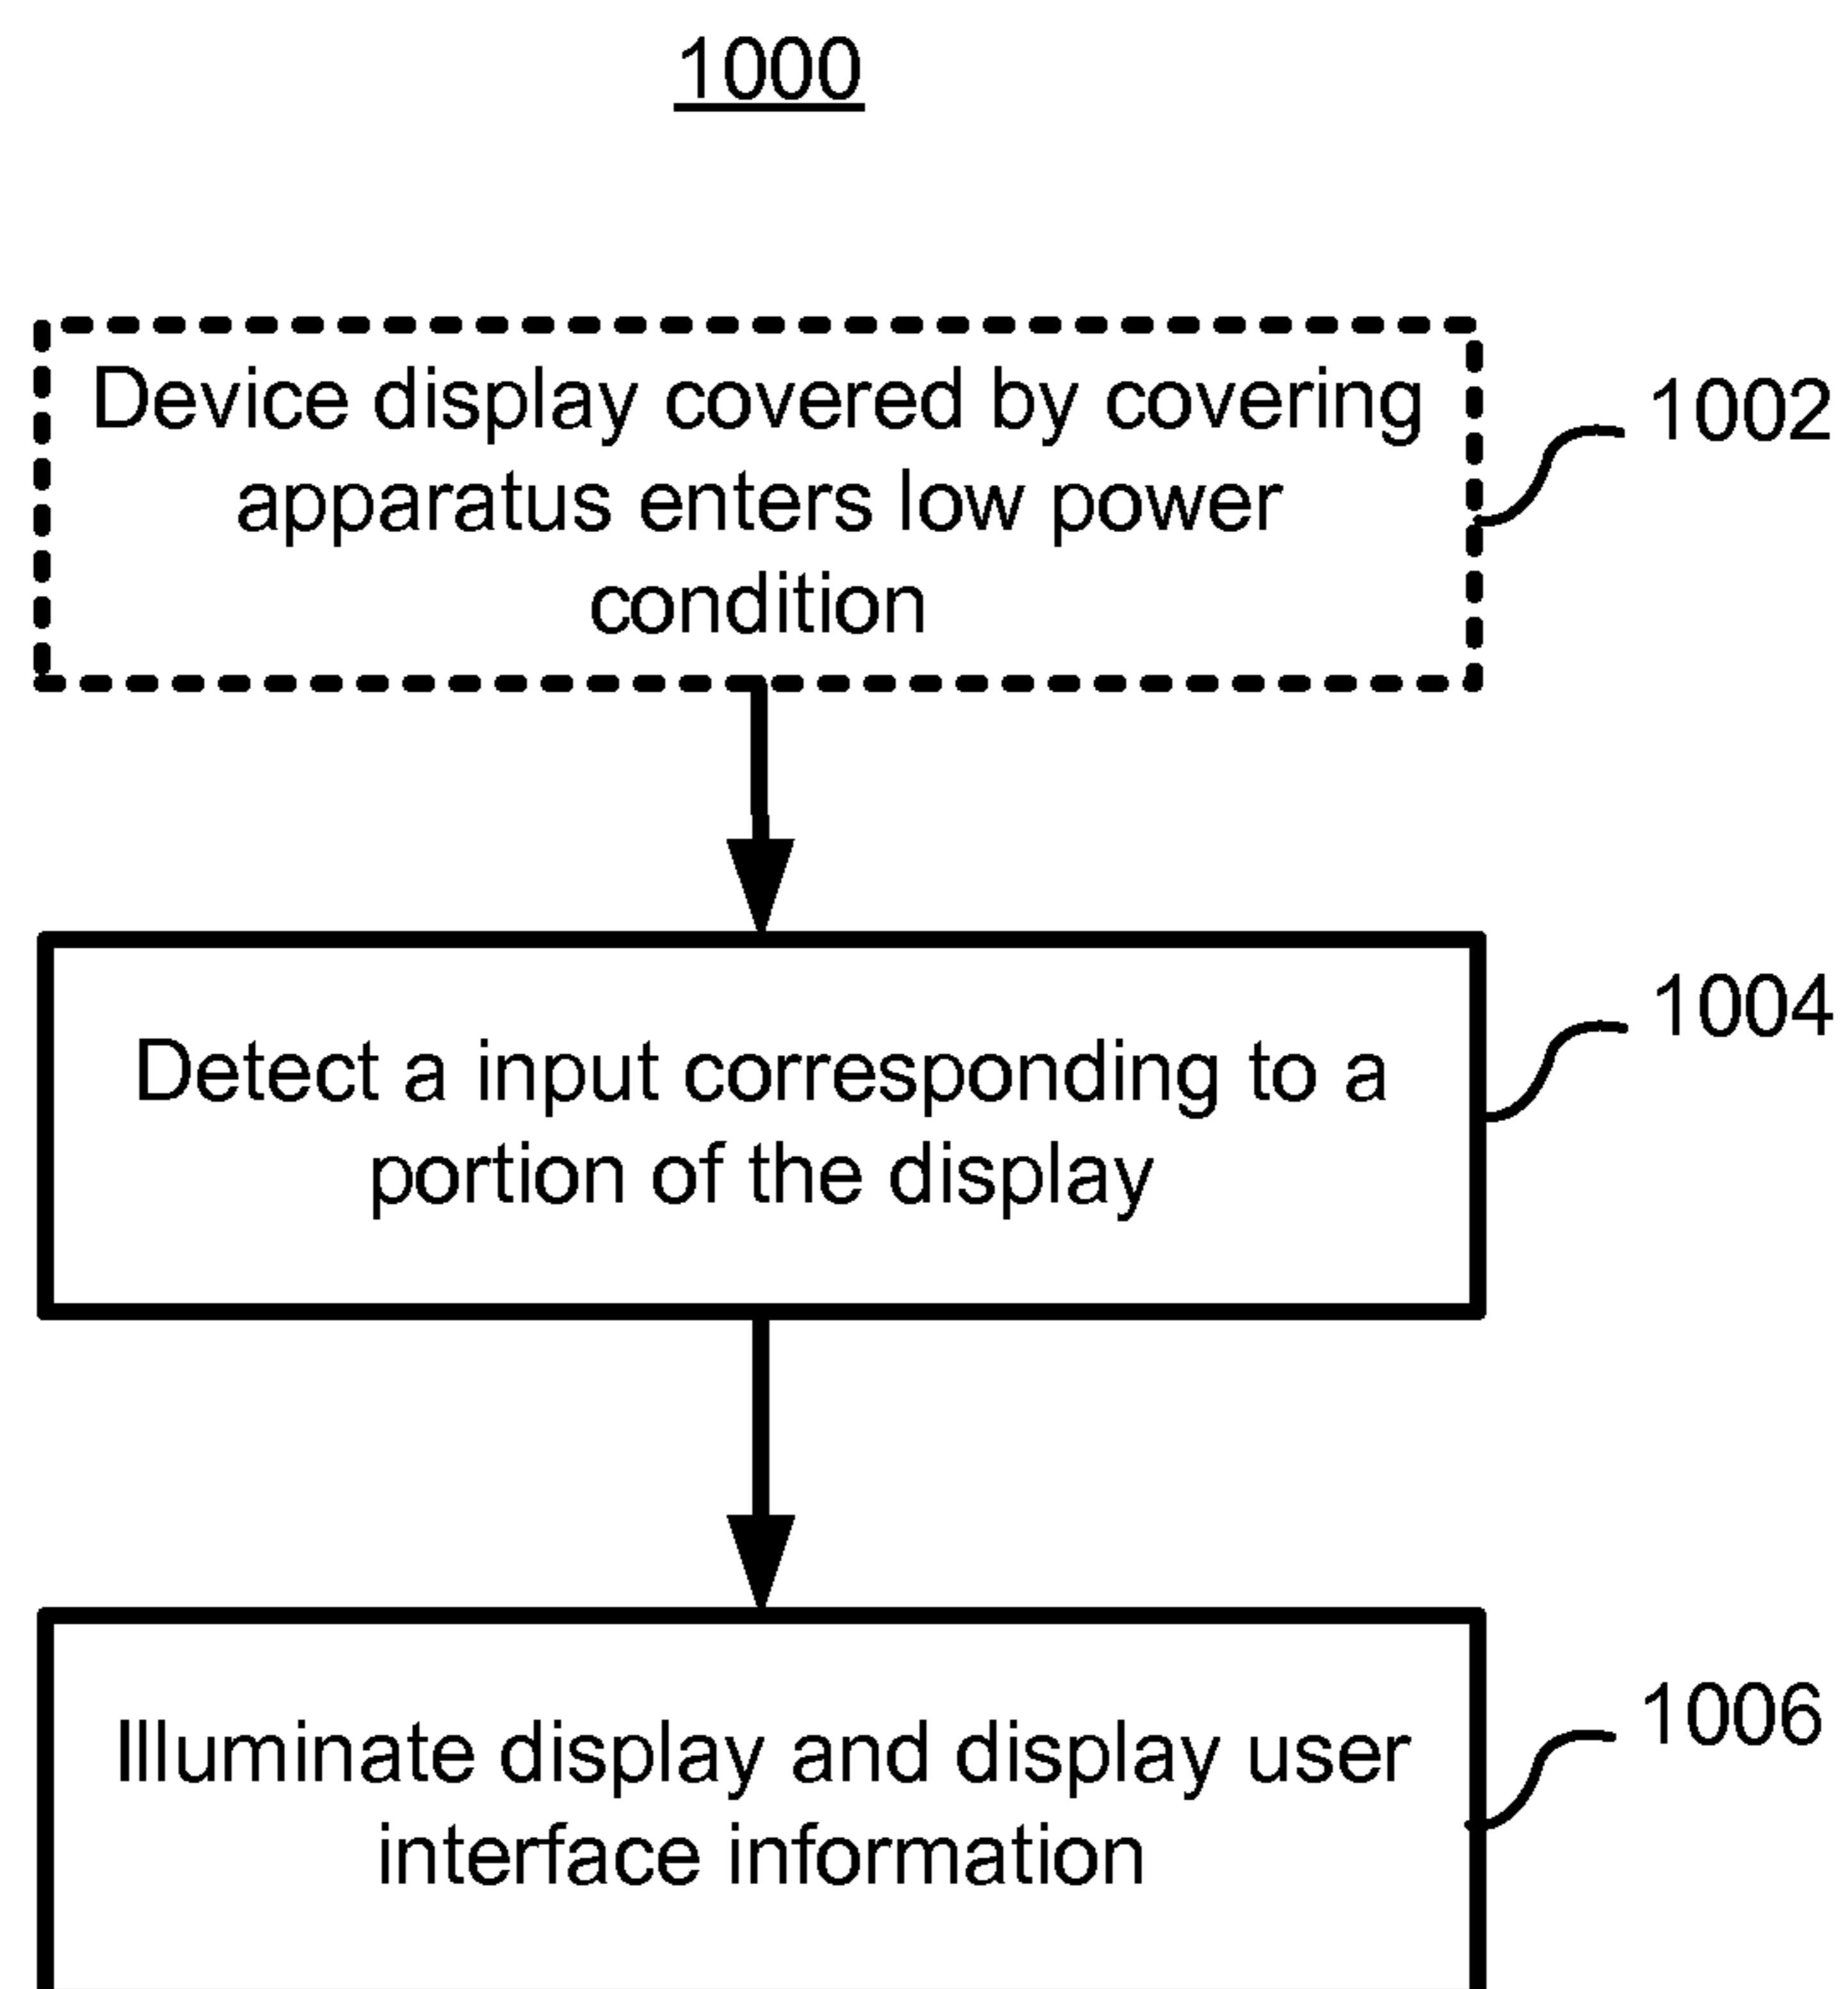 1000
Device display covered by covering
apparatus enters low power
condition
1002
Detect a input corresponding to a
portion of the display
1004
Illuminate display and display user
interface information
1006